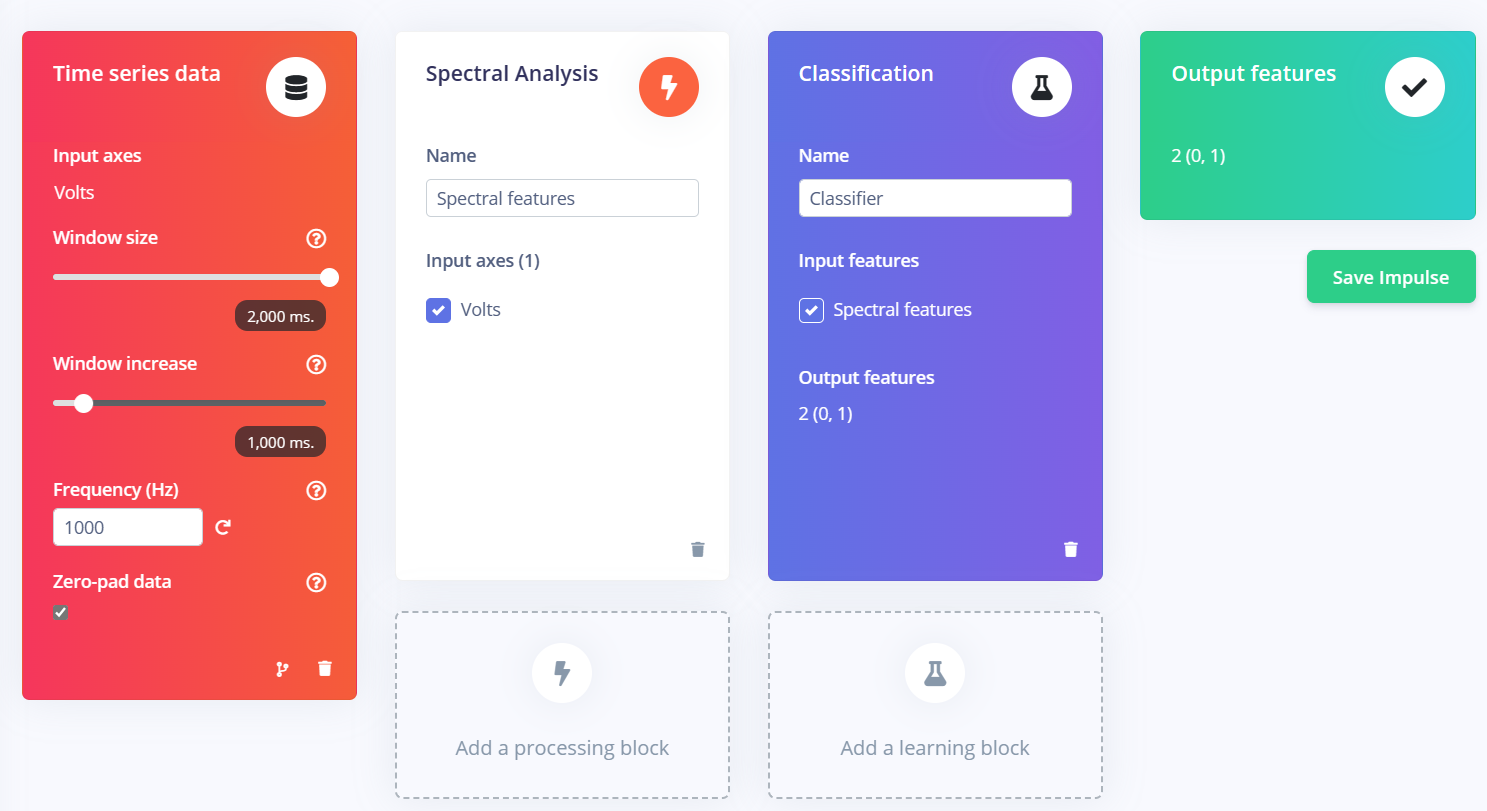 Time series data
Input axes
Volts
Window size
2,000 ms.
Window increase
1,000 ms.
Frequency (Hz)
1000
Zero-pad data
Spectral Analysis
Name
Spectral features
Input axes (1)
Volts
Add a processing block
Classification
Name
Classifier
Input features
Spectral features
Output features
2 (0, 1)
Add a learning block
Output features
2 (0, 1)
Save Impulse